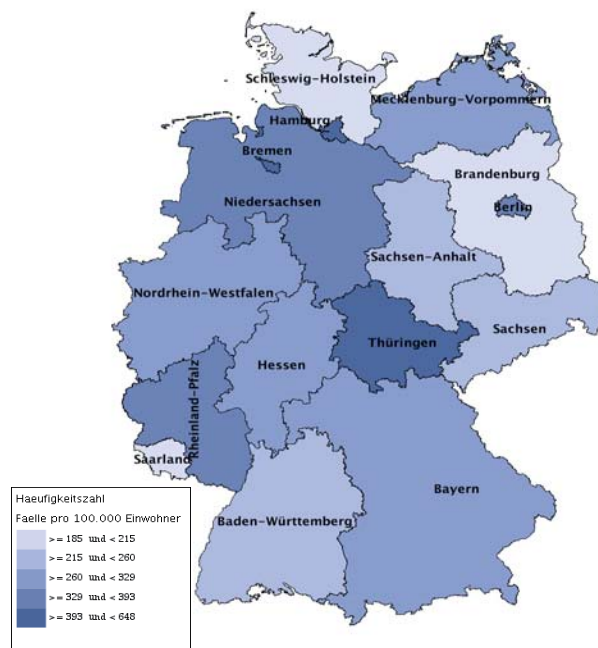 Schleswig-Holstein
Mecklenburg-Vorpommern
Hamburg
Bremen
Brandenburg
Niedersachsen
Berlin
Sachsen-Anhalt
Nordrhein-Westfalen
Sachsen
Thüringen
Hessen
Rheinland-Pfalz
Saarland
Bayern
Baden-Württemberg
Haeufigkeitszahl
Faelle pro 100.000 Einwohner
>= 185 und < 215
>= 215 und < 260
>= 260 und < 329
>= 329 und < 393
>= 393 und < 648